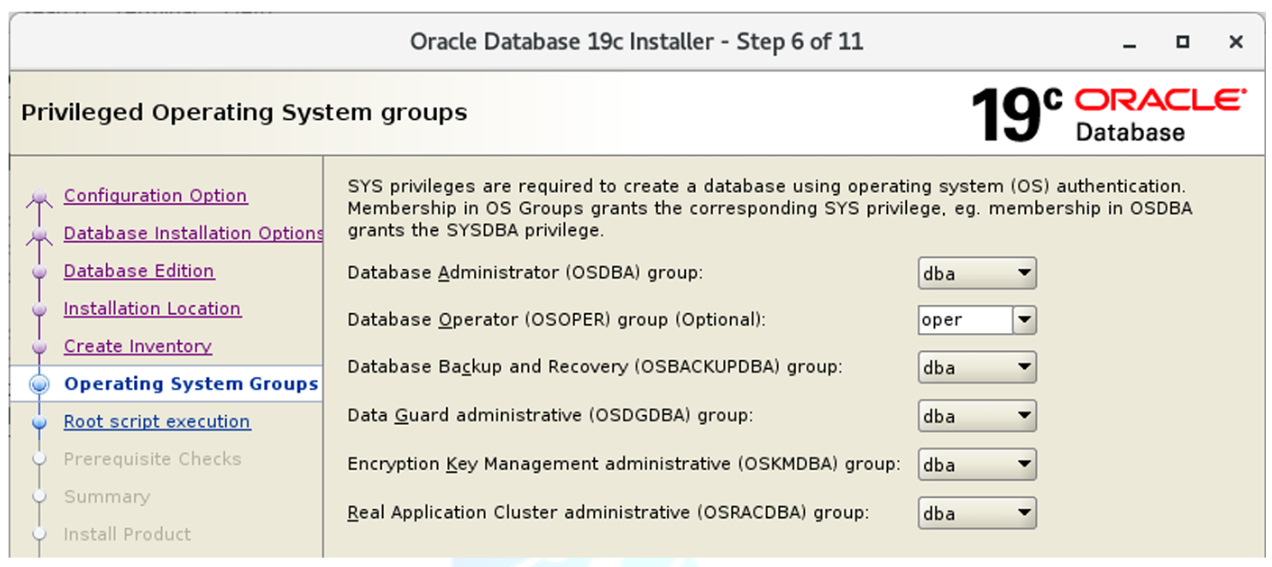 Oracle Database 19c Installer - Step 6 of 11
Privileged Operating System groups
19c ORACLE
Database
Configuration Option
Database Installation Options
Database Edition
Installation Location
Create Inventory
Operating System Groups
Root script execution
Prerequisite Checks
Summary
Install Product
SYS privileges are required to create a database using operating system (OS) authentication.
Membership in OS Groups grants the corresponding SYS privilege, eg. membership in OSDBA
grants the SYSDBA privilege.
Database Administrator (OSDBA) group: dba
Database Operator (OSOPER) group (Optional): oper
Database Backup and Recovery (OSBACKUPDBA) group: dba
Data Guard administrative (OSDGDBA) group: dba
Encryption Key Management administrative (OSKMDBA) group: dba
Real Application Cluster administrative (OSRACDBA) group: dba